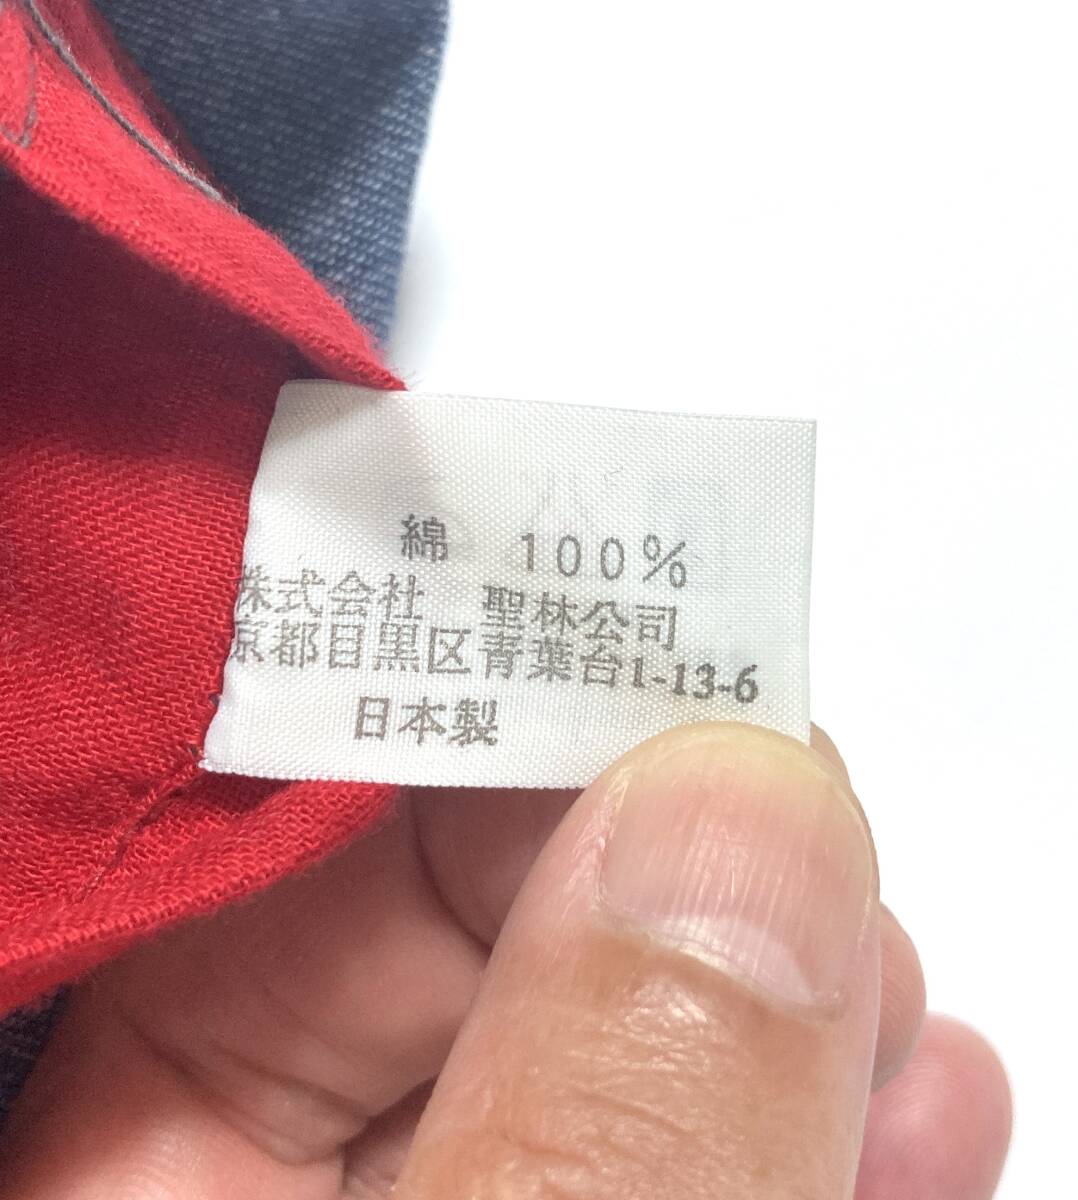 綿 100%
株式会社 聖林公司
京都目黒区青葉台1-13-6
日本製